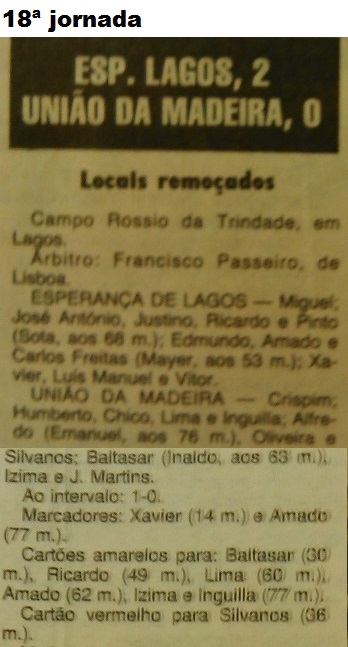 18ª jornada
ESP. LAGOS, 2
UNIÃO DA MADEIRA, 0
Locais remoçados
Campo Rossio da Trindade, em
Lagos.
Árbitro: Francisco Passeiro, de
Lisboa.
ESPERANÇA DE LAGOS — Miguel;
José António, Justino, Ricardo e Pinto
(Sota, aos 68 m.); Edmundo, Amado e
Carlos Freitas (Mayer, aos 53 m.); Xa-
vier, Luís Manuel e Vítor.
UNIÃO DA MADEIRA — Crispim;
Humberto, Chico, Lima e Inguilla; Alfre-
do (Emanuel, aos 76 m.), Oliveira e
Silvanos; Baltasar (Inaldo, aos 63 m.),
Izima e J. Martins.
Ao intervalo: 1-0.
Marcadores: Xavier (14 m.) e Amado
(77 m.).
Cartões amarelos para: Baltasar (30
m.), Ricardo (49 m.), Lima (60 m.),
Amado (62 m.), Izima e Inguilla (77 m.).
Cartão vermelho para Silvanos (36
m.).